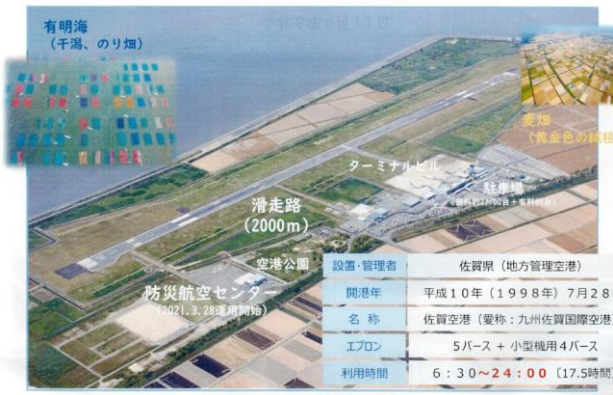 有明海
（干潟、のり畑）
麦畑
（黄金色の絨毯
ターミナルビル
駐車場
滑走路
（2000m）
空港公園
防災航空センター
（2021.3.28運用開始）
設置・管理者 佐賀県（地方管理空港）
開港年 平成10年（1998年）7月28
名 称 佐賀空港（愛称：九州佐賀国際空港）
エプロン 5バース + 小型機用4バース
利用時間 6：30～24：00（17.5時間）